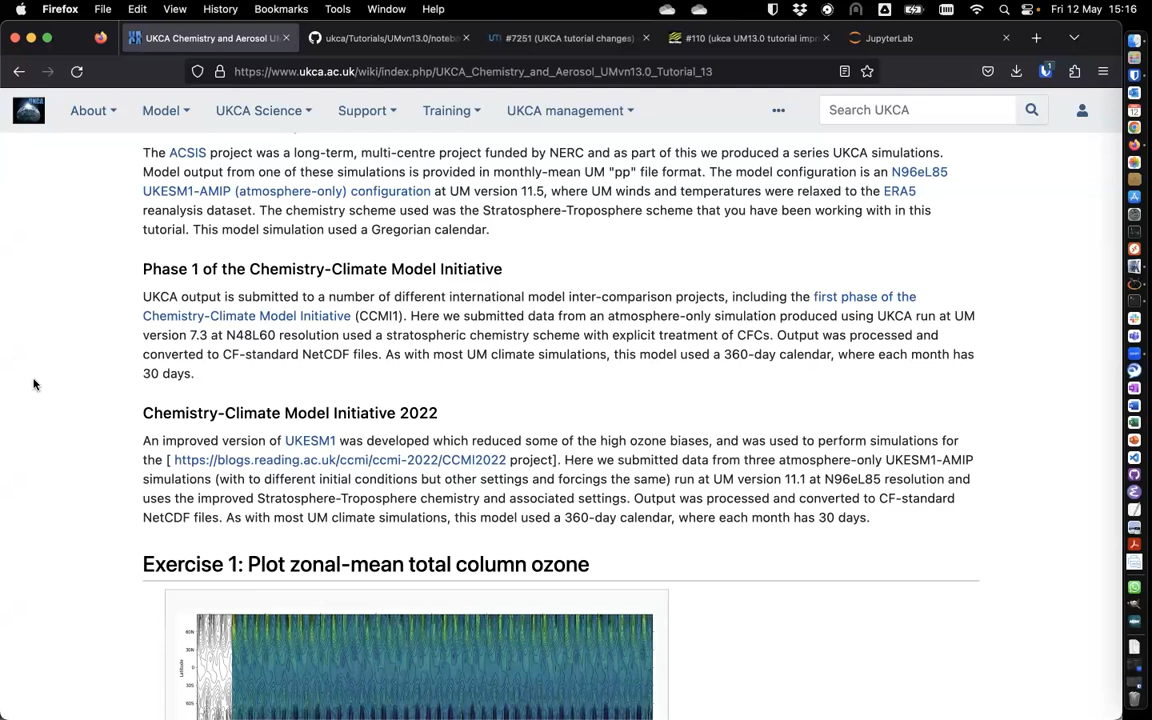 Firefox File Edit View History Bookmarks Tools Window Help Fri 12 May 15:16
UKCA Chemistry and Aerosol U ukca/Tutorials/UMvn13.0/noteb #7251 (UKCA tutorial changes) #110 (ukca UM13.0 tutorial imp JupyterLab
https://www.ukca.ac.uk/wiki/index.php/UKCA_Chemistry_and_Aerosol_UMvn13.0_Tutorial_13
About Model UKCA Science Support Training UKCA management Search UKCA
The ACSIS project was a long-term, multi-centre project funded by NERC and as part of this we produced a series UKCA simulations.
Model output from one of these simulations is provided in monthly-mean UM "pp" file format. The model configuration is an N96eL85
UKESM1-AMIP (atmosphere-only) configuration at UM version 11.5, where UM winds and temperatures were relaxed to the ERA5
reanalysis dataset. The chemistry scheme used was the Stratosphere-Troposphere scheme that you have been working with in this
tutorial. This model simulation used a Gregorian calendar.
Phase 1 of the Chemistry-Climate Model Initiative
UKCA output is submitted to a number of different international model inter-comparison projects, including the first phase of the
Chemistry-Climate Model Initiative (CCMI1). Here we submitted data from an atmosphere-only simulation produced using UKCA run at UM
version 7.3 at N48L60 resolution used a stratospheric chemistry scheme with explicit treatment of CFCs. Output was processed and
converted to CF-standard NetCDF files. As with most UM climate simulations, this model used a 360-day calendar, where each month has
30 days.
Chemistry-Climate Model Initiative 2022
An improved version of UKESM1 was developed which reduced some of the high ozone biases, and was used to perform simulations for
the [ https://blogs.reading.ac.uk/ccmi/ccmi-2022/CCMI2022 project]. Here we submitted data from three atmosphere-only UKESM1-AMIP
simulations (with to different initial conditions but other settings and forcings the same) run at UM version 11.1 at N96eL85 resolution and
uses the improved Stratosphere-Troposphere chemistry and associated settings. Output was processed and converted to CF-standard
NetCDF files. As with most UM climate simulations, this model used a 360-day calendar, where each month has 30 days.
Exercise 1: Plot zonal-mean total column ozone
60N
30N
0
30S
60S
Latitude